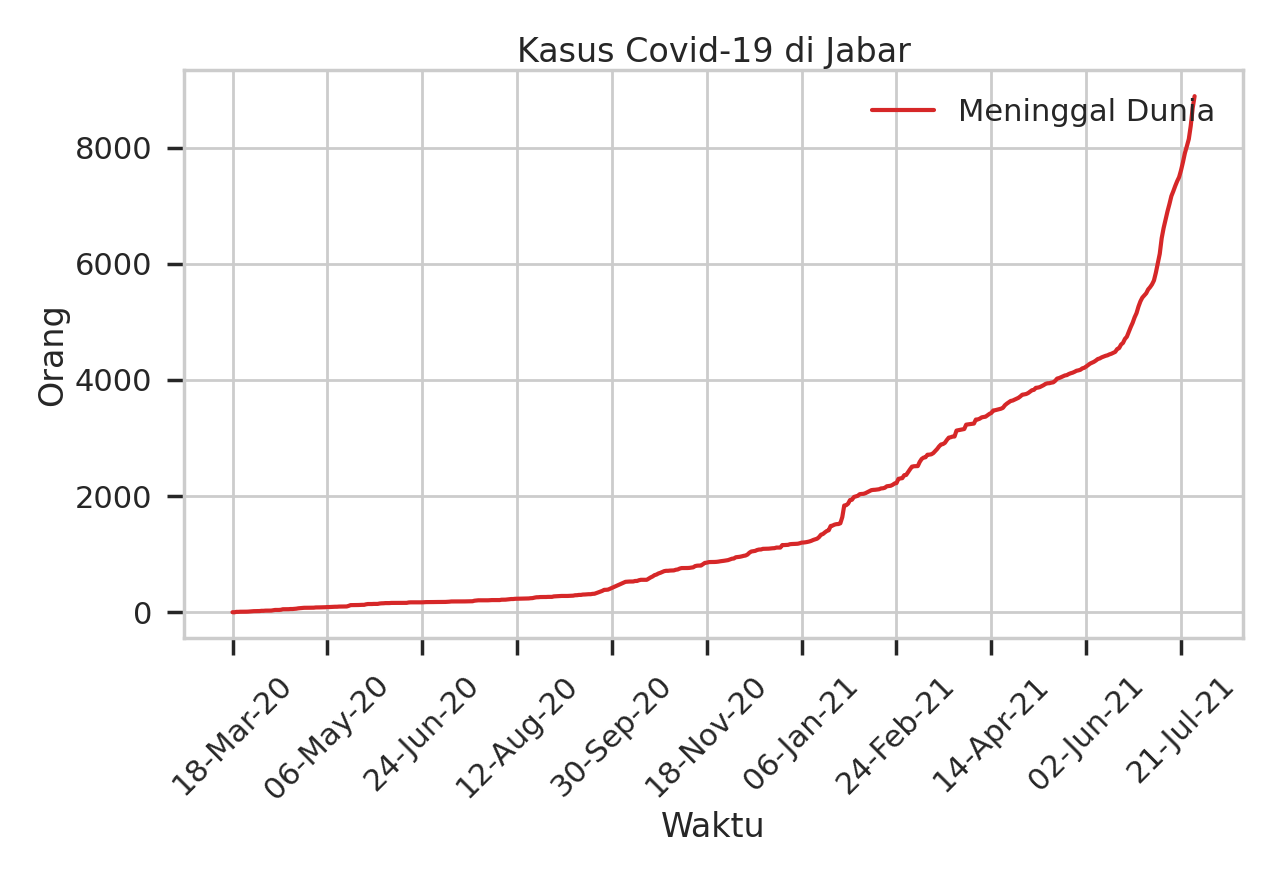 Kasus Covid-19 di Jabar
Meninggal Dunia
Orang
8000
6000
4000
2000
0
18-Mar-20
06-May-20
24-Jun-20
12-Aug-20
30-Sep-20
18-Nov-20
06-Jan-21
24-Feb-21
14-Apr-21
02-Jun-21
21-Jul-21
Waktu